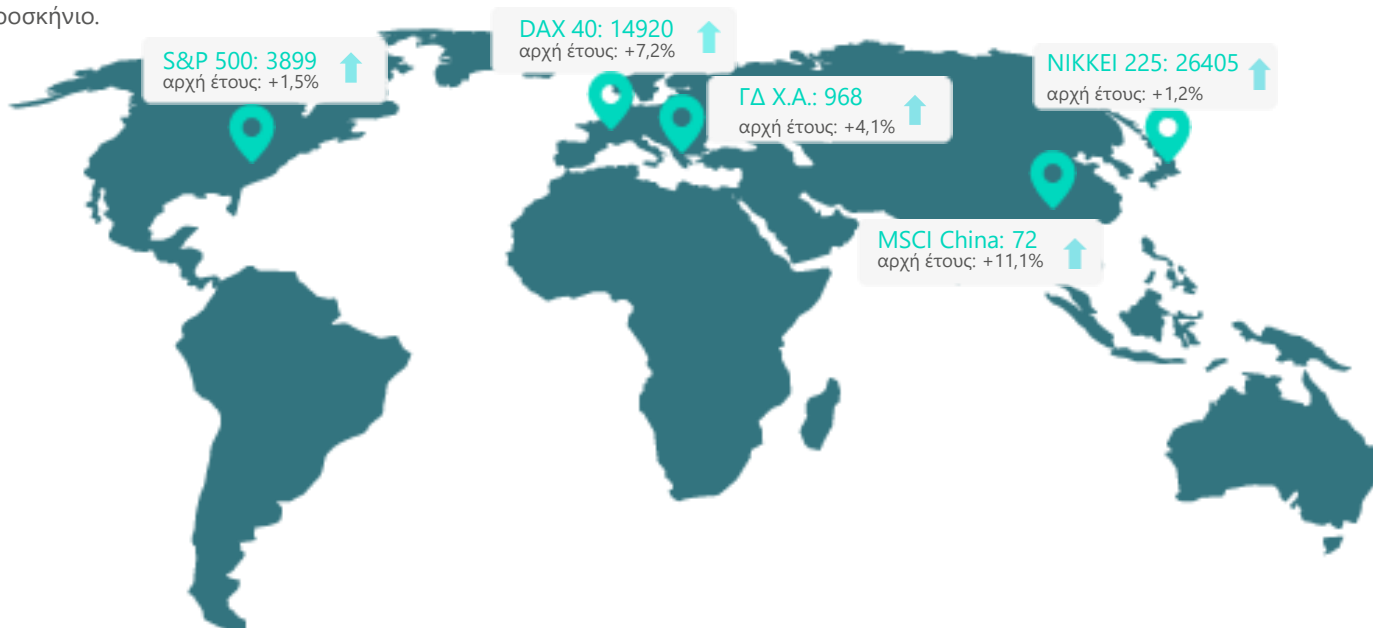 ροσκήνιο.
DAX 40: 14920
αρχή έτους: +7,2%
S&P 500: 3899
αρχή έτους: +1,5%
NIKKEI 225: 26405
αρχή έτους: +1,2%
ΓΔ Χ.Α.: 968
αρχή έτους: +4,1%
MSCI China: 72
αρχή έτους: +11,1%